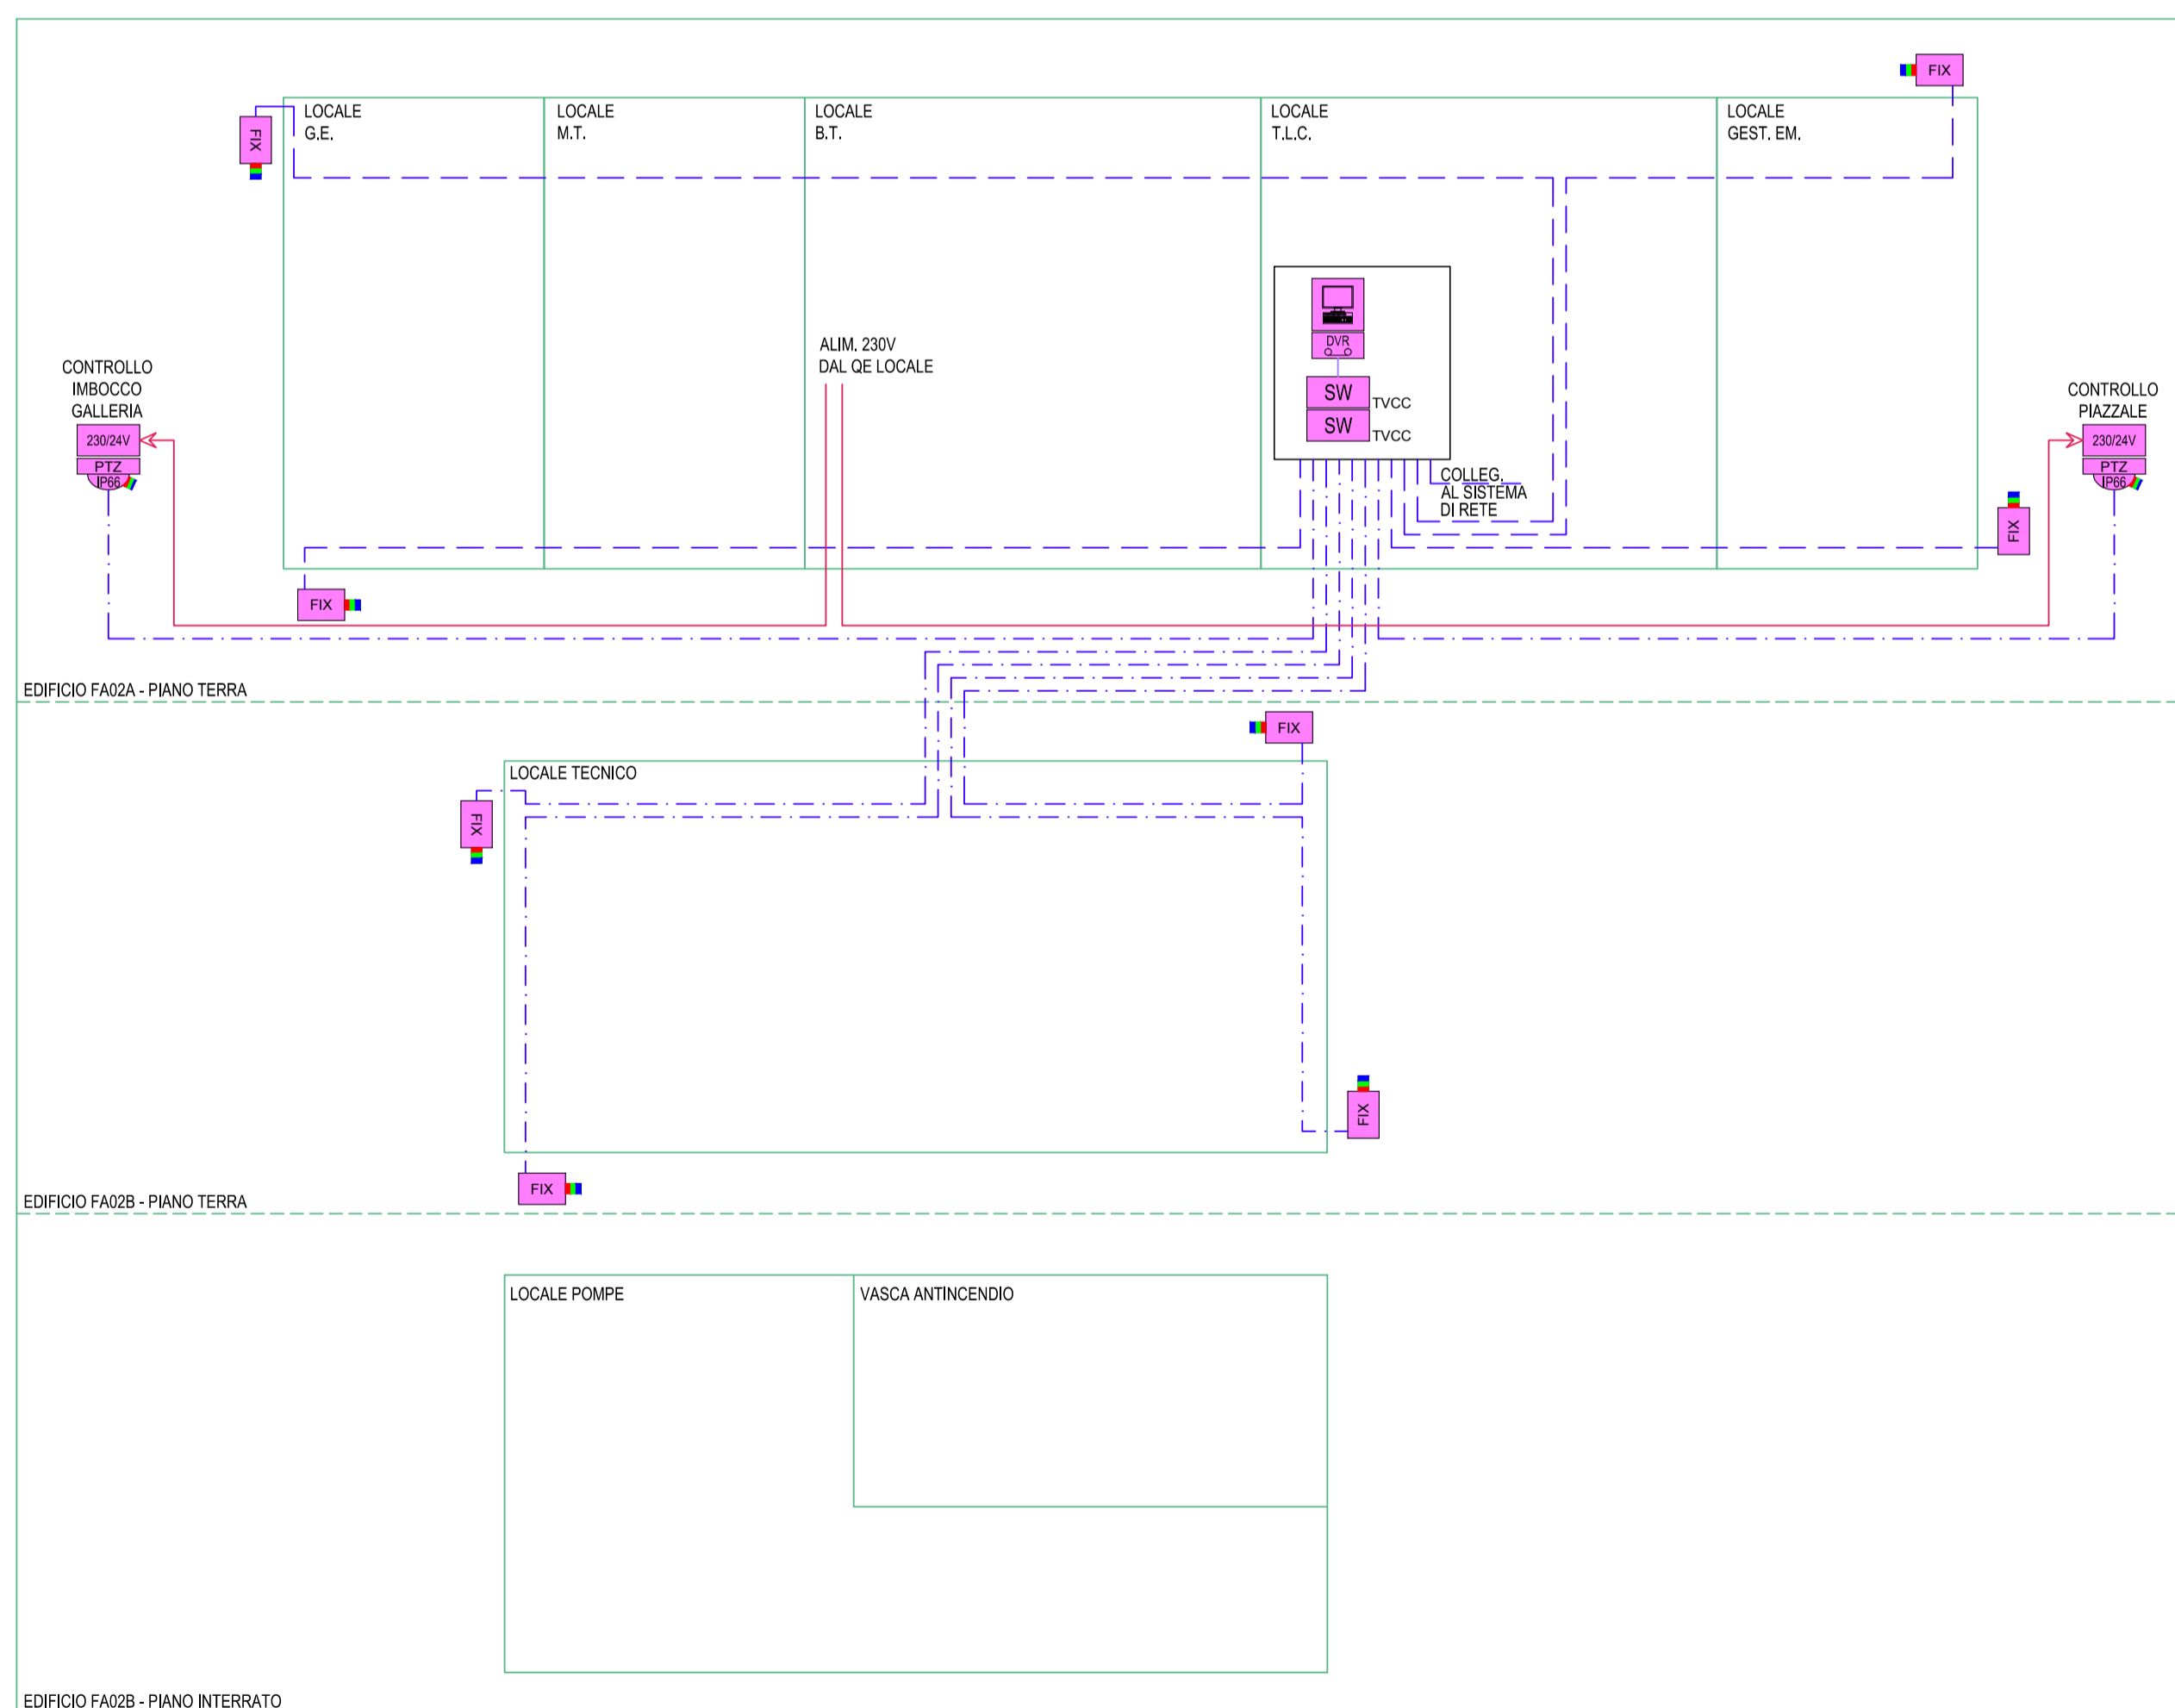 FIX
LOCALE
G.E.
LOCALE
M.T.
LOCALE
B.T.
LOCALE
T.L.C.
LOCALE
GEST. EM.
FIX
DVR
SW
TVCC
SW
TVCC
ALIM. 230V
DAL QE LOCALE
CONTROLLO
IMBOCCO
GALLERIA
230/24V
PTZ
IP66
CONTROLLO
PIAZZALE
230/24V
PTZ
IP66
COLLEG.
AL SISTEMA
DI RETE
FIX
FIX
EDIFICIO FA02A - PIANO TERRA
FIX
LOCALE TECNICO
FIX
FIX
FIX
EDIFICIO FA02B - PIANO TERRA
LOCALE POMPE
VASCA ANTINCENDIO
EDIFICIO FA02B - PIANO INTERRATO